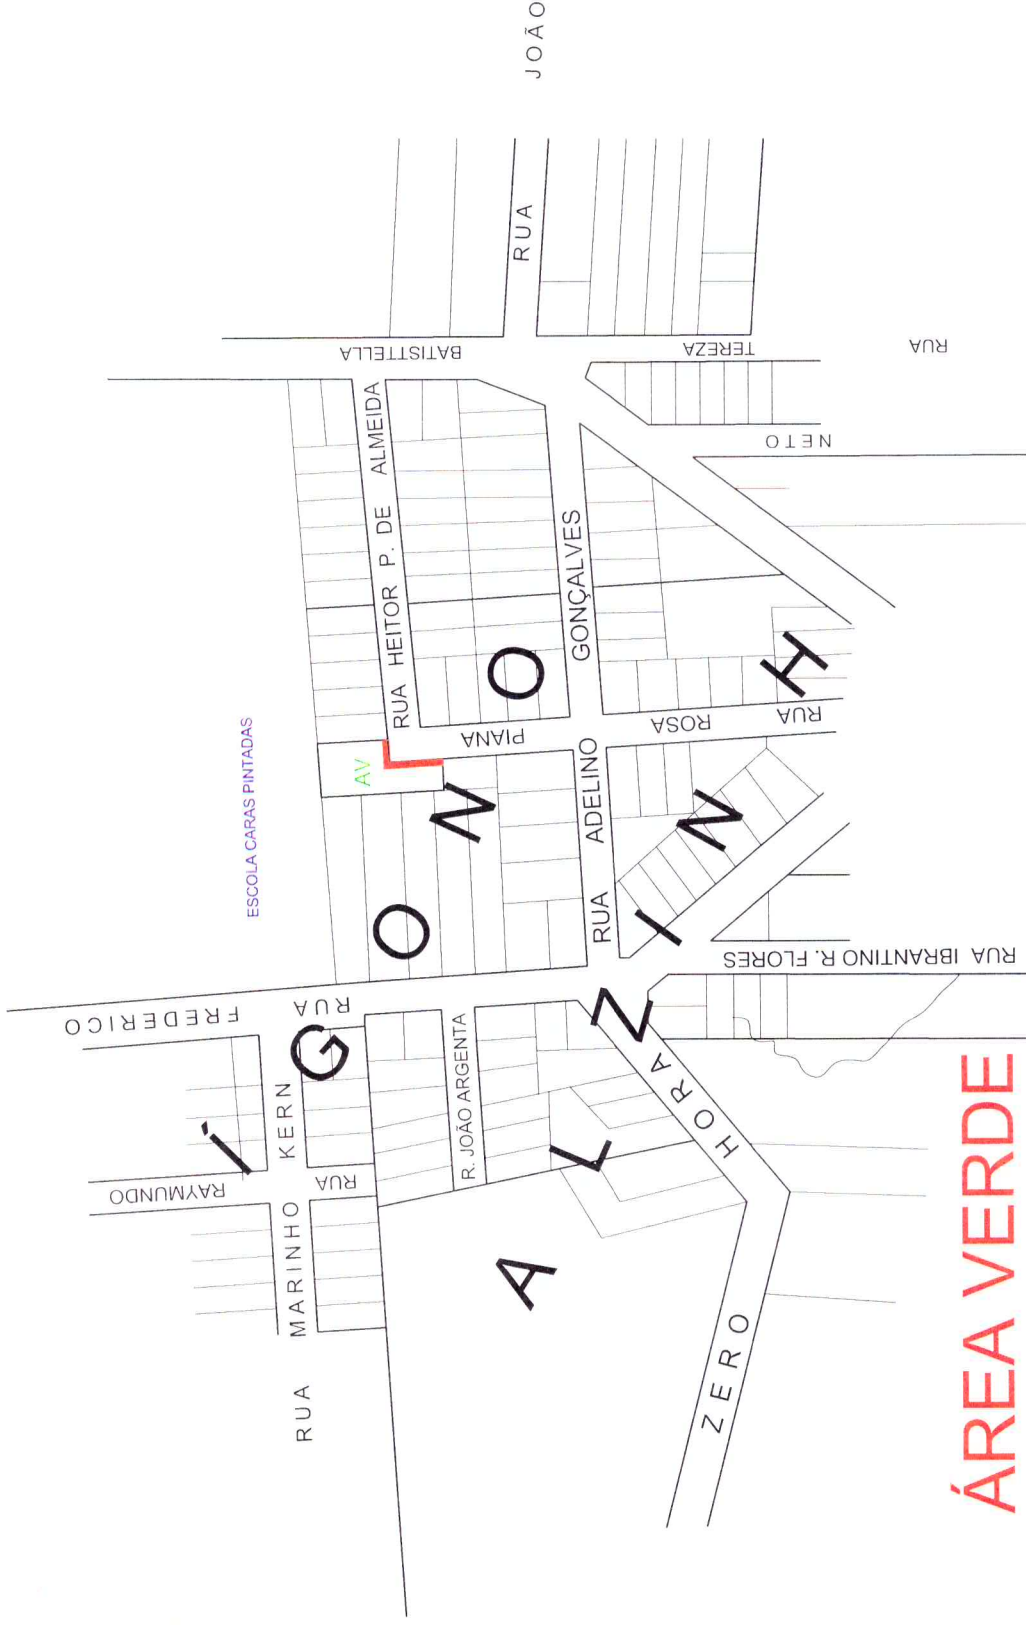 JOÃO
RUA
BATISTTELLA
TEREZA
RUA
NETO
RUA HEITOR P. DE ALMEIDA
GONÇALVES
PIANA
ROSA
RUA
RUA ADELINO
AV
ESCOLA CARAS PINTADAS
RUA IBRANTINO R. FLORES
FREDERICO
RUA
R. JOÃO ARGENTA
KERN
RAYMUNDO
RUA
MARINHO
RUA
ZERO HORA
Í G O N O
A L Z I N H
ÁREA VERDE